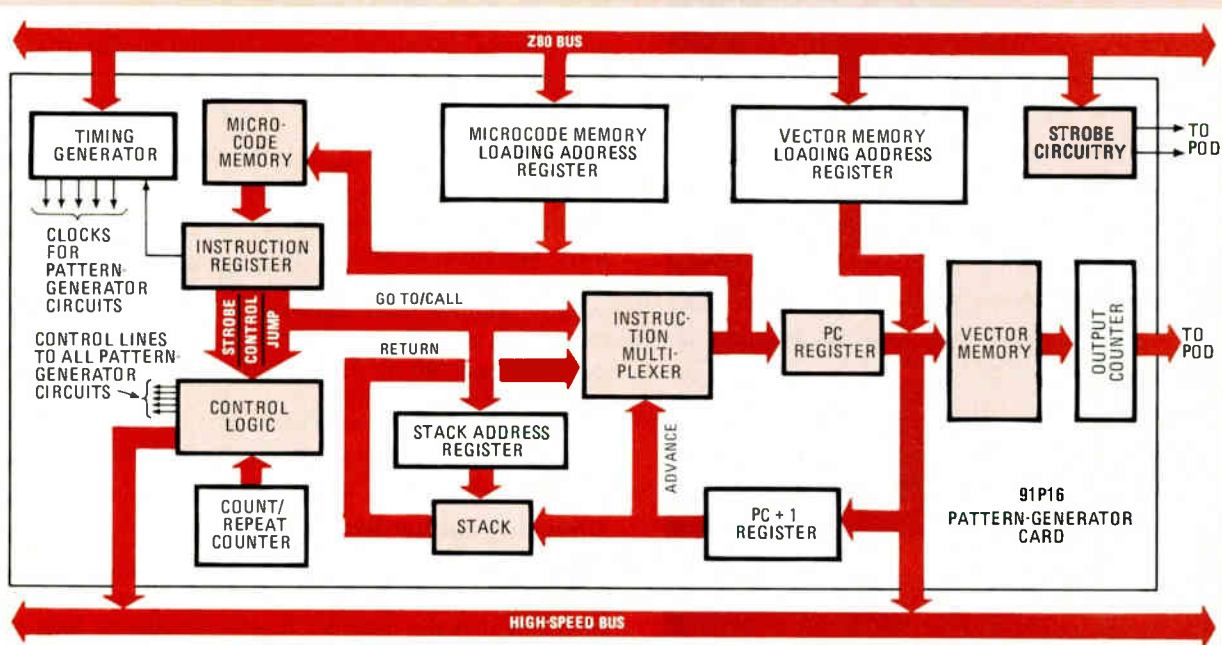 Z80 BUS
TIMING
GENERATOR
MICRO-
CODE
MEMORY
MICROCODE MEMORY
LOADING ADDRESS
REGISTER
VECTOR MEMORY
LOADING ADDRESS
REGISTER
STROBE
CIRCUITRY
TO
POD
CLOCKS
FOR
PATTERN-
GENERATOR
CIRCUITS
INSTRUCTION
REGISTER
STROBE
CONTROL
JUMP
GO TO/CALL
RETURN
INSTRUC-
TION
MULTI-
PLEXER
PC
REGISTER
VECTOR
MEMORY
OUTPUT
COUNTER
TO
POD
CONTROL LINES
TO ALL PATTERN-
GENERATOR
CIRCUITS
CONTROL
LOGIC
STACK ADDRESS
REGISTER
ADVANCE
COUNT/
REPEAT
COUNTER
STACK
PC + 1
REGISTER
91P16
PATTERN-GENERATOR
CARD
HIGH-SPEED BUS